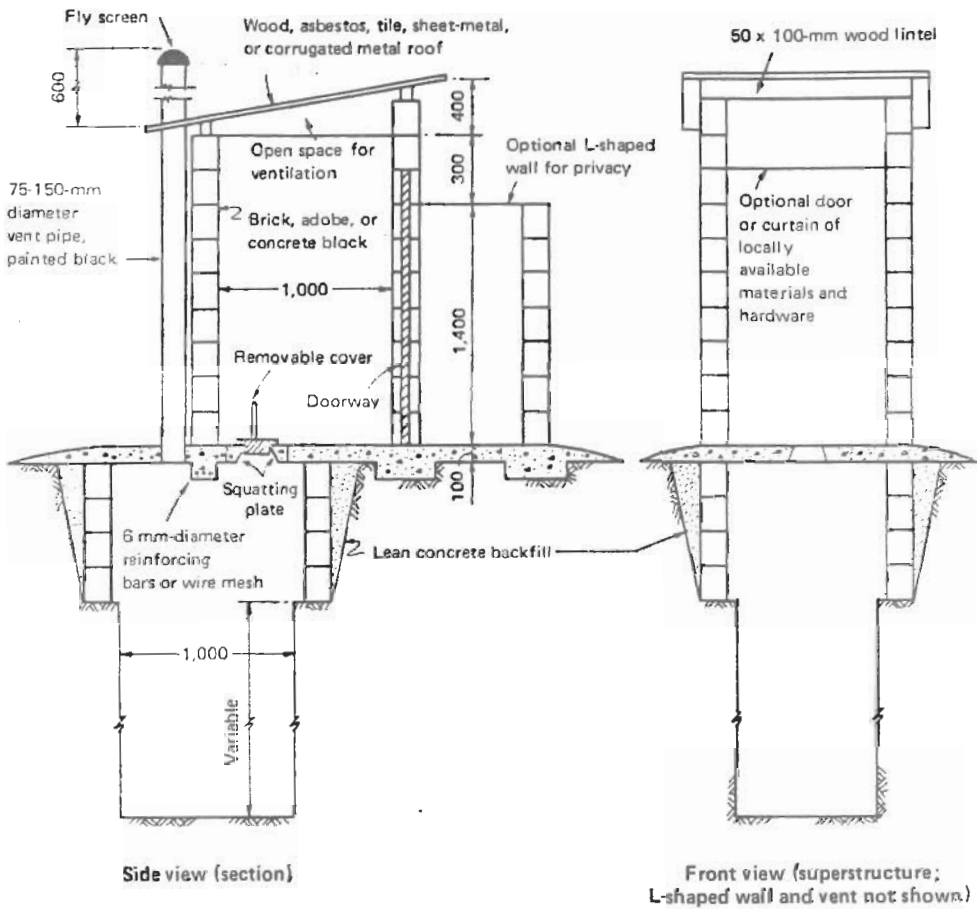 Fly screen
Wood, asbestos, tile, sheet-metal,
or corrugated metal roof
50 x 100-mm wood lintel
600
400
Open space for
ventilation
Optional L-shaped
wall for privacy
300
75-150-mm
diameter
vent pipe,
painted black
Brick, adobe, or
concrete block
Optional door
or curtain of
locally
available
materials and
hardware
1,000
1,400
Removable cover
Doorway
Squatting
plate
100
6 mm-diameter
reinforcing
bars or wire mesh
Lean concrete backfill
1,000
Variable
Side view (section)
Front view (superstructure;
L-shaped wall and vent not shown)